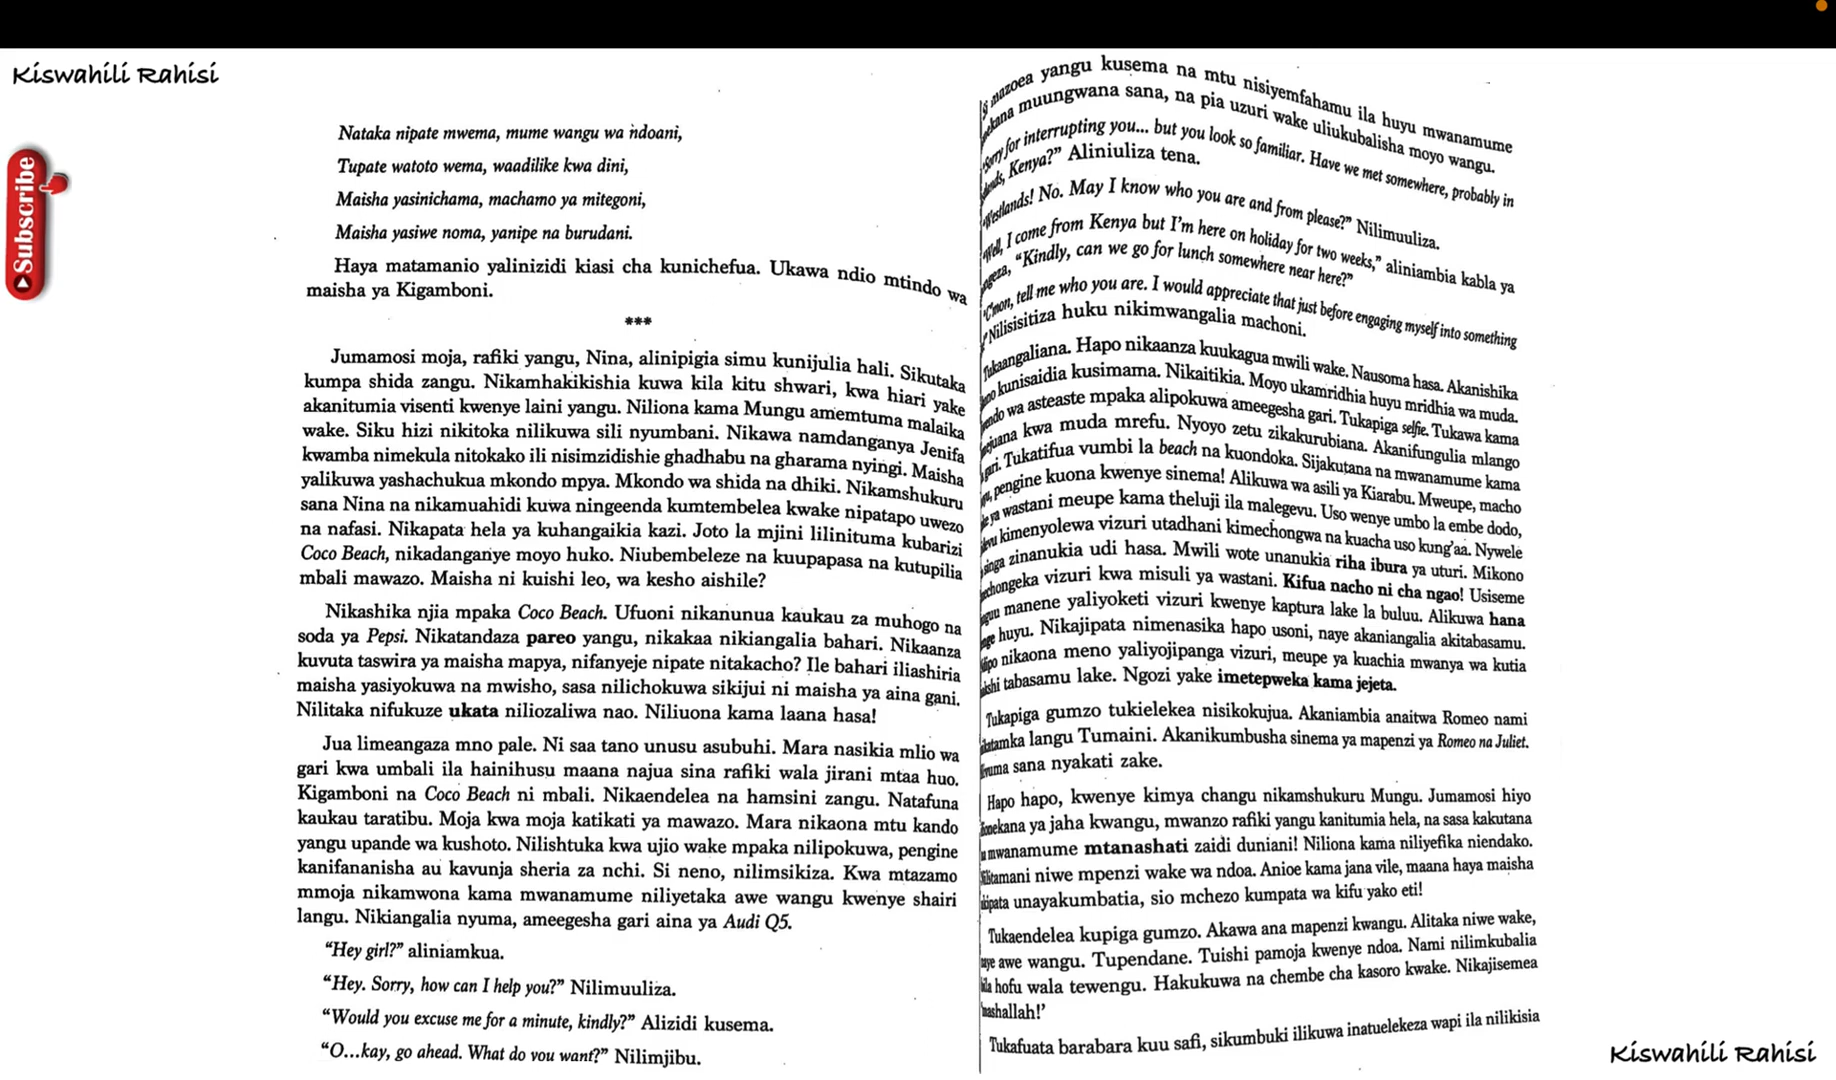 Kiswahili Rahisi
Subscribe
Nataka nipate mwema, mume wangu wa ndoani,
Tupate watoto wema, waadilike kwa dini,
Maisha yasinichama, machamo ya mitegoni,
Maisha yasiwe noma, yanipe na burudani.
Haya matamanio yalinizidi kiasi cha kunichefua. Ukawa ndio mtindo wa
maisha ya Kigamboni.
***
Jumamosi moja, rafiki yangu, Nina, alinipigia simu kunijulia hali. Sikutaka
kumpa shida zangu. Nikamhakikishia kuwa kila kitu shwari, kwa hiari yake
akanitumia visenti kwenye laini yangu. Niliona kama Mungu amemtuma malaika
wake. Siku hizi nikitoka nilikuwa sili nyumbani. Nikawa namdanganya Jenifa
kwamba nimekula nitokako ili nisimzidishie ghadhabu na gharama nyingi. Maisha
yalikuwa yashachukua mkondo mpya. Mkondo wa shida na dhiki. Nikamshukuru
sana Nina na nikamuahidi kuwa ningeenda kumtembelea kwake nipatapo uwezo
na nafasi. Nikapata hela ya kuhangaikia kazi. Joto la mjini lilinituma kubarizi
Coco Beach, nikadanganye moyo huko. Niubembeleze na kuupapasa na kutupilia
mbali mawazo. Maisha ni kuishi leo, wa kesho aishile?
Nikashika njia mpaka Coco Beach. Ufuoni nikanunua kaukau za muhogo na
soda ya Pepsi. Nikatandaza pareo yangu, nikakaa nikiangalia bahari. Nikaanza
kuvuta taswira ya maisha mapya, nifanyeje nipate nitakacho? Ile bahari iliashiria
maisha yasiyokuwa na mwisho, sasa nilichokuwa sikijui ni maisha ya aina gani.
Nilitaka nifukuze ukata niliozaliwa nao. Niliuona kama laana hasa!
Jua limeangaza mno pale. Ni saa tano unusu asubuhi. Mara nasikia mlio wa
gari kwa umbali ila hainihusu maana najua sina rafiki wala jirani mtaa huo.
Kigamboni na Coco Beach ni mbali. Nikaendelea na hamsini zangu. Natafuna
kaukau taratibu. Moja kwa moja katikati ya mawazo. Mara nikaona mtu kando
yangu upande wa kushoto. Nilishtuka kwa ujio wake mpaka nilipokuwa, pengine
kanifananisha au kavunja sheria za nchi. Si neno, nilimsikiza. Kwa mtazamo
mmoja nikamwona kama mwanamume niliyetaka awe wangu kwenye shairi
langu. Nikiangalia nyuma, ameegesha gari aina ya Audi Q5.
“Hey girl?” aliniamkua.
“Hey. Sorry, how can I help you?” Nilimuuliza.
“Would you excuse me for a minute, kindly?” Alizidi kusema.
“O...kay, go ahead. What do you want?” Nilimjibu.
mazoea yangu kusema na mtu nisiyemfahamu ila huyu mwanamume
muungwana sana, na pia uzuri wake uliukubalisha moyo wangu.
“Sorry for interrupting you... but you look so familiar. Have we met somewhere, probably in
Kenya?” Aliniuliza tena.
“Westlands! No. May I know who you are and from please?” Nilimuuliza.
“Well, I come from Kenya but I’m here on holiday for two weeks,” aliniambia kabla ya
“Kindly, can we go for lunch somewhere near here?”
“C’mon, tell me who you are. I would appreciate that just before engaging myself into something
Nilisisitiza huku nikimwangalia machoni.
Tukaangaliana. Hapo nikaanza kuukagua mwili wake. Nausoma hasa. Akanishika
kunisaidia kusimama. Nikaitikia. Moyo ukamridhia huyu mridhia wa muda.
wa asteaste mpaka alipokuwa ameegesha gari. Tukapiga selfie. Tukawa kama
kwa muda mrefu. Nyoyo zetu zikakurubiana. Akanifungulia mlango
gari. Tukatifua vumbi la beach na kuondoka. Sijakutana na mwanamume kama
pengine kuona kwenye sinema! Alikuwa wa asili ya Kiarabu. Mweupe, macho
ya wastani meupe kama theluji ila malegevu. Uso wenye umbo la embe dodo,
kimenyolewa vizuri utadhani kimechongwa na kuacha uso kung’aa. Nywele
zinanukia udi hasa. Mwili wote unanukia riha ibura ya uturi. Mikono
vizuri kwa misuli ya wastani. Kifua nacho ni cha ngao! Usiseme
manene yaliyoketi vizuri kwenye kaptura lake la buluu. Alikuwa hana
huyu. Nikajipata nimenasika hapo usoni, naye akaniangalia akitabasamu.
nikaona meno yaliyojipanga vizuri, meupe ya kuachia mwanya wa kutia
tabasamu lake. Ngozi yake imetepweka kama jejeta.
Tukapiga gumzo tukielekea nisikokujua. Akaniambia anaitwa Romeo nami
langu Tumaini. Akanikumbusha sinema ya mapenzi ya Romeo na Juliet.
sana nyakati zake.
Hapo hapo, kwenye kimya changu nikamshukuru Mungu. Jumamosi hiyo
ya jaha kwangu, mwanzo rafiki yangu kanitumia hela, na sasa kakutana
mwanamume mtanashati zaidi duniani! Niliona kama niliyefika niendako.
niwe mpenzi wake wa ndoa. Anioe kama jana vile, maana haya maisha
unayakumbatia, sio mchezo kumpata wa kifu yako eti!
Tukaendelea kupiga gumzo. Akawa ana mapenzi kwangu. Alitaka niwe wake,
awe wangu. Tupendane. Tuishi pamoja kwenye ndoa. Nami nilimkubalia
hofu wala tewengu. Hakukuwa na chembe cha kasoro kwake. Nikajisemea
mashallah!’
Tukafuata barabara kuu safi, sikumbuki ilikuwa inatuelekeza wapi ila nilikisia
Kiswahili Rahisi